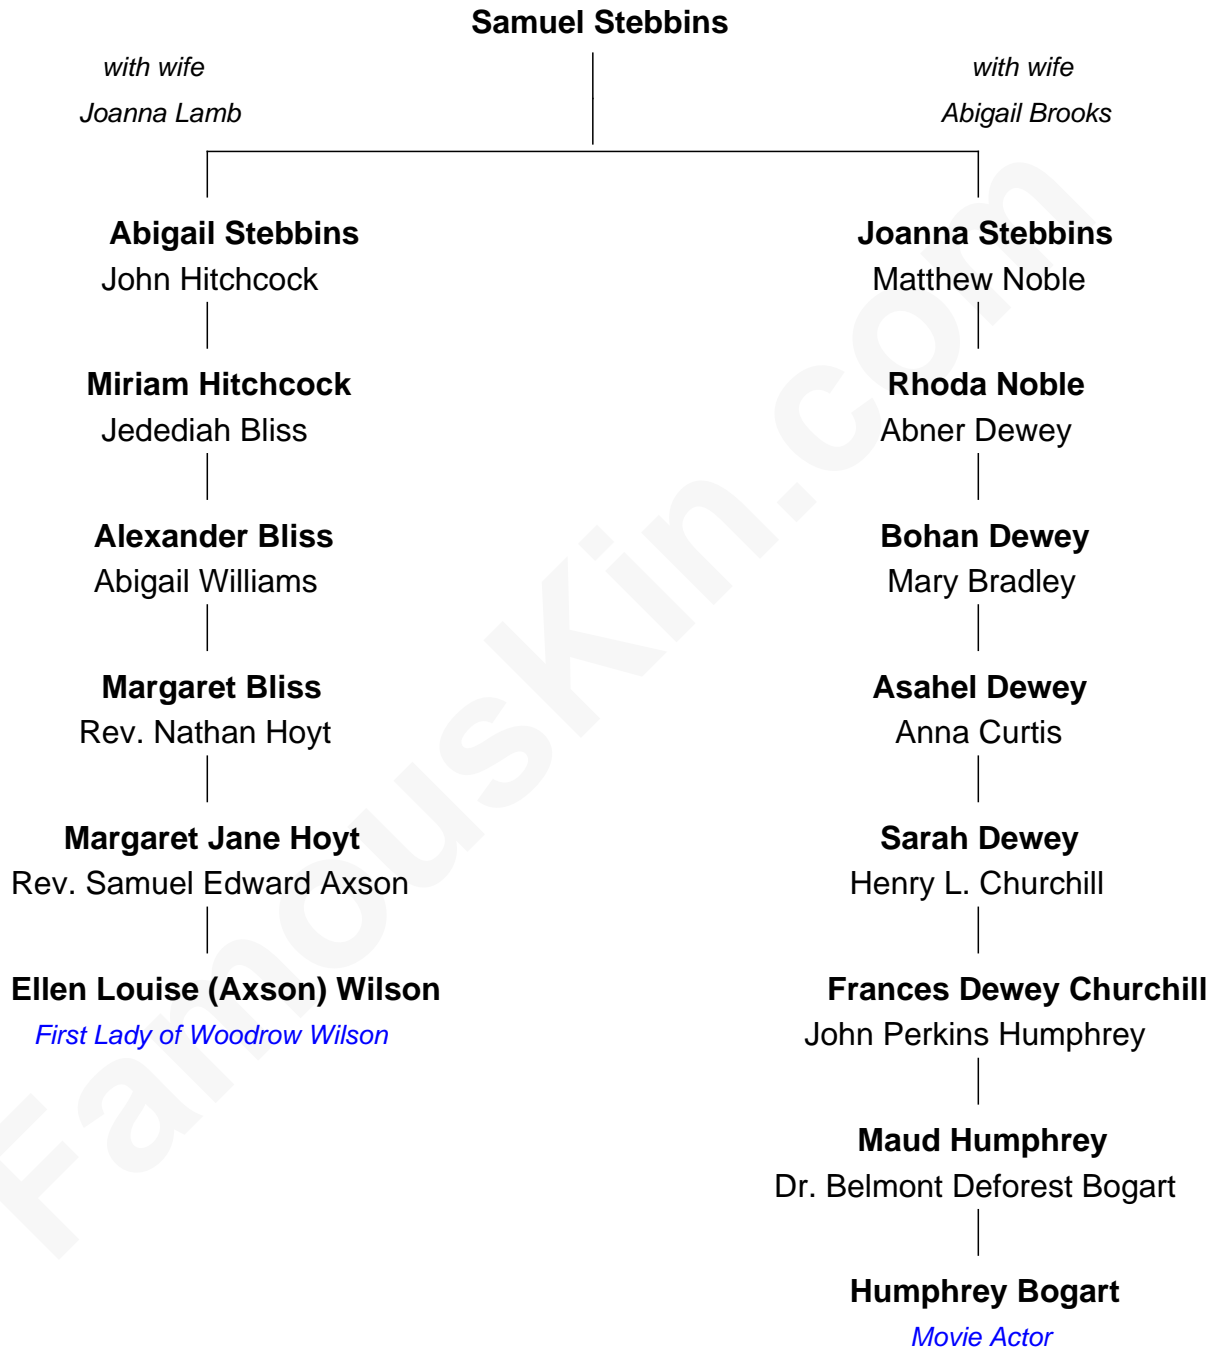 Samuel Stebbins
with wife
Joanna Lamb
with wife
Abigail Brooks
Abigail Stebbins
John Hitchcock
Miriam Hitchcock
Jedediah Bliss
Alexander Bliss
Abigail Williams
Margaret Bliss
Rev. Nathan Hoyt
Margaret Jane Hoyt
Rev. Samuel Edward Axson
Ellen Louise (Axson) Wilson
First Lady of Woodrow Wilson
Joanna Stebbins
Matthew Noble
Rhoda Noble
Abner Dewey
Bohan Dewey
Mary Bradley
Asahel Dewey
Anna Curtis
Sarah Dewey
Henry L. Churchill
Frances Dewey Churchill
John Perkins Humphrey
Maud Humphrey
Dr. Belmont Deforest Bogart
Humphrey Bogart
Movie Actor
FamousKin.com